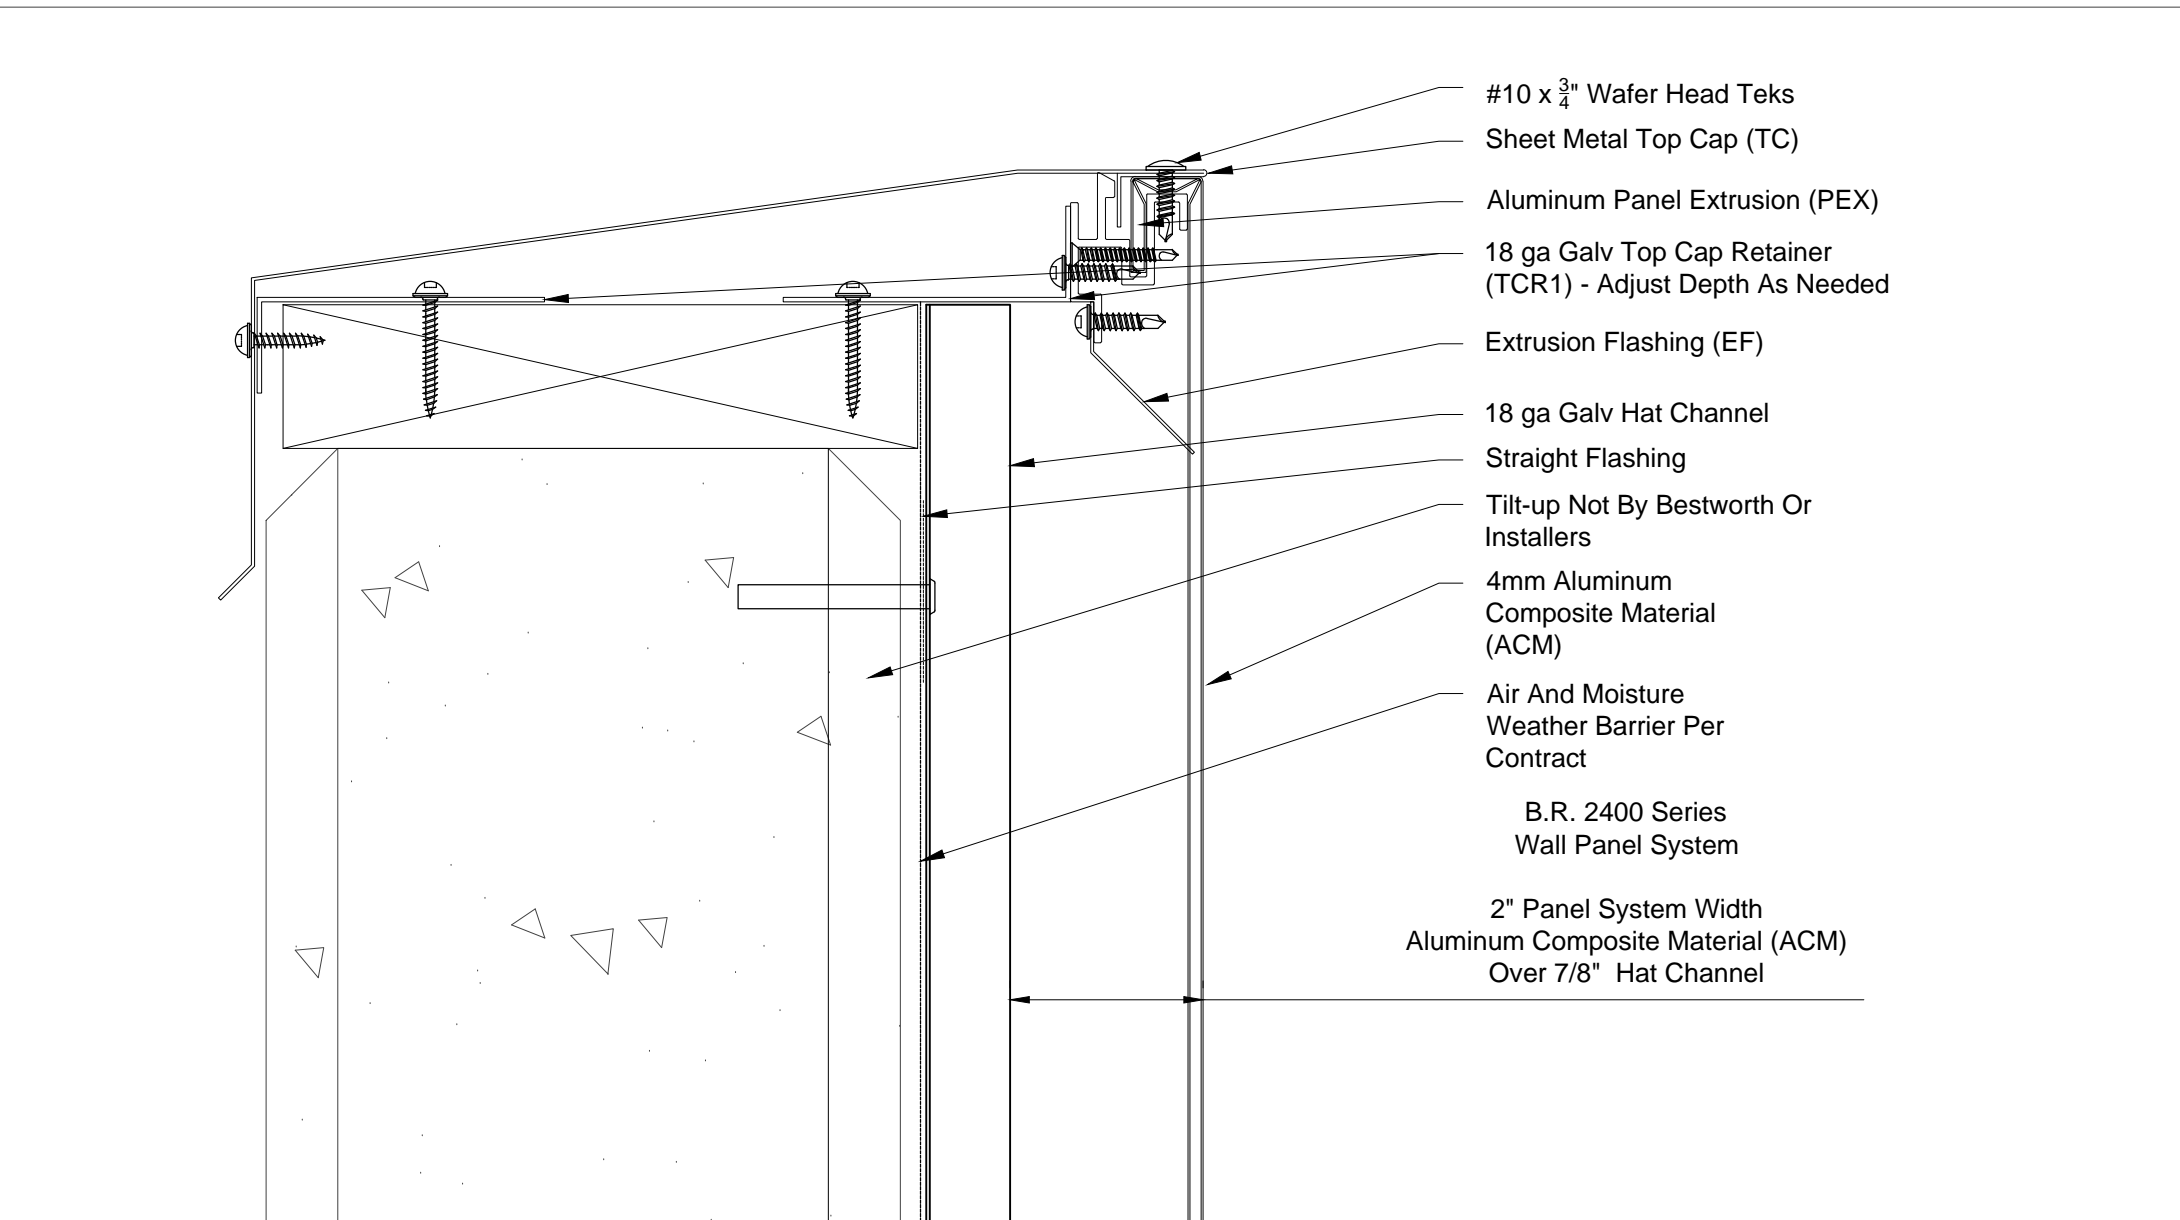 #10 x 3/4" Wafer Head Teks
Sheet Metal Top Cap (TC)
Aluminum Panel Extrusion (PEX)
18 ga Galv Top Cap Retainer
(TCR1) - Adjust Depth As Needed
Extrusion Flashing (EF)
18 ga Galv Hat Channel
Straight Flashing
Tilt-up Not By Bestworth Or
Installers
4mm Aluminum
Composite Material
(ACM)
Air And Moisture
Weather Barrier Per
Contract
B.R. 2400 Series
Wall Panel System
2" Panel System Width
Aluminum Composite Material (ACM)
Over 7/8" Hat Channel